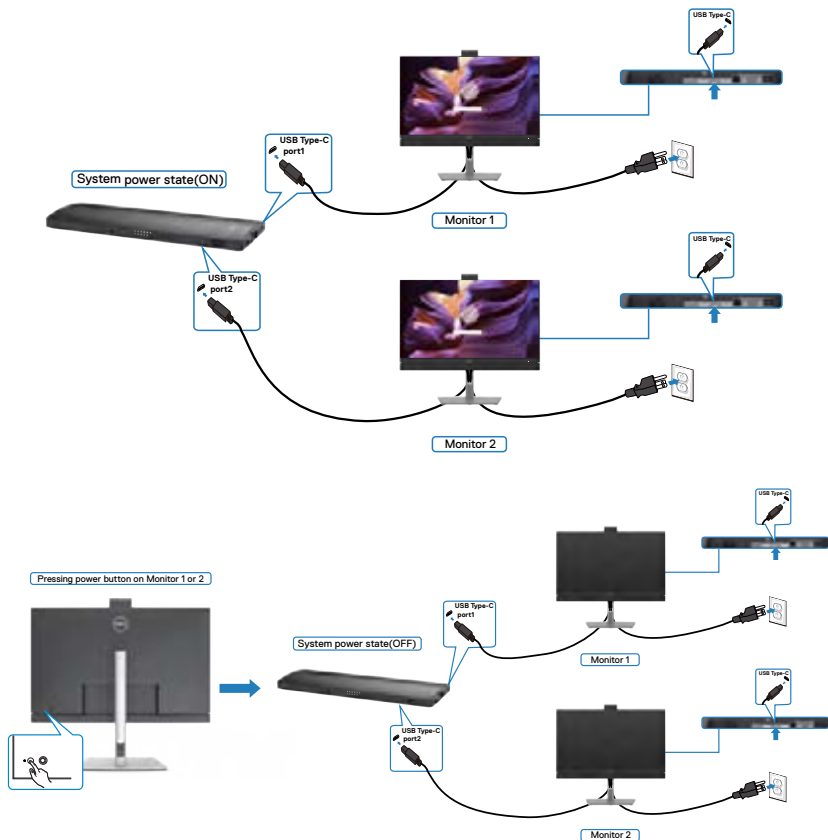 USB Type-C
USB Type-C
port1
System power state(ON)
Monitor 1
USB Type-C
USB Type-C
port2
Monitor 2
USB Type-C
Pressing power button on Monitor 1 or 2
USB Type-C
port1
System power state(OFF)
Monitor 1
USB Type-C
USB Type-C
port2
Monitor 2